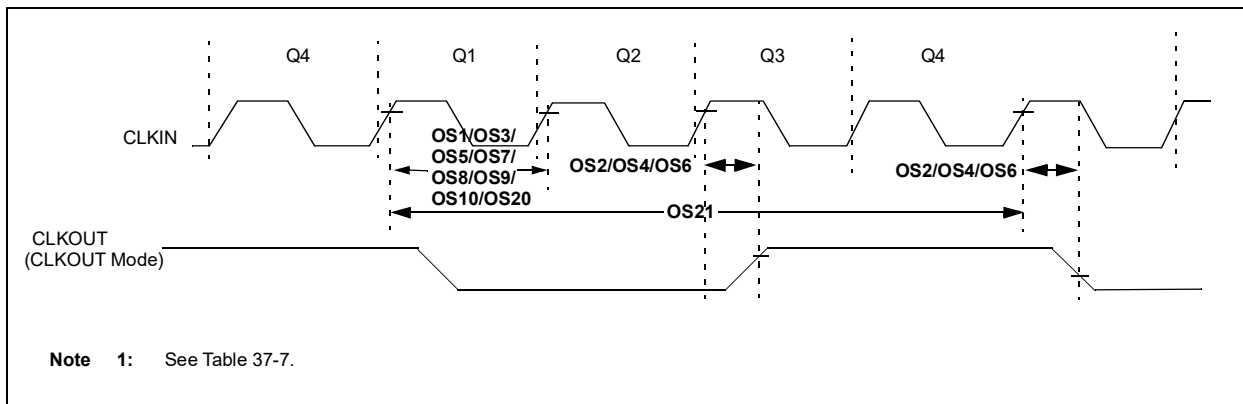 Q4 Q1 Q2 Q3 Q4
CLKIN
OS1/OS3/
OS5/OS7/
OS8/OS9/
OS10/OS20
OS2/OS4/OS6
OS2/OS4/OS6
OS21
CLKOUT
(CLKOUT Mode)
Note 1: See Table 37-7.